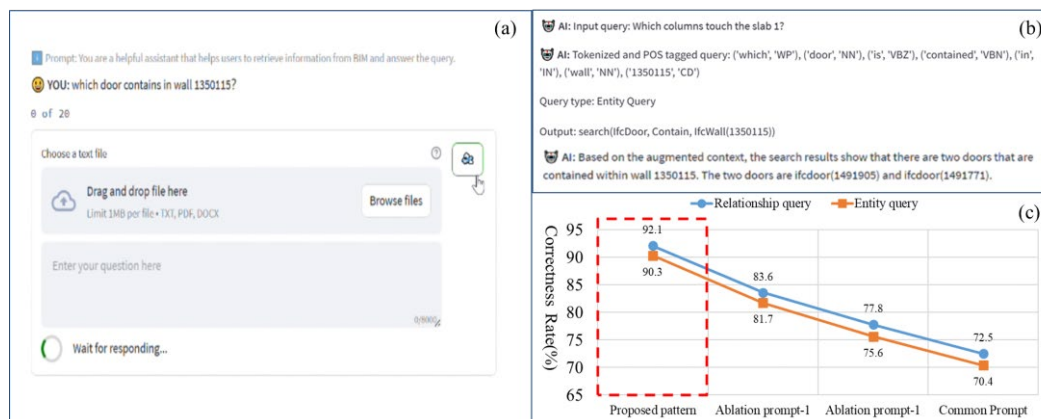 (a)
Prompt: You are a helpful assistant that helps users to retrieve information from BIM and answer the query.
YOU: which door contains in wall 1350115?
0 of 20
Choose a text file
Drag and drop file here
Limit 1MB per file • TXT, PDF, DOCX
Browse files
Enter your question here
0/8000
Wait for responding...
(b)
AI: Input query: Which columns touch the slab 1?
AI: Tokenized and POS tagged query: ('which', 'WP'), ('door', 'NN'), ('is', 'VBZ'), ('contained', 'VBN'), ('in',
'IN'), ('wall', 'NN'), ('1350115', 'CD')
Query type: Entity Query
Output: search(IfcDoor, Contain, IfcWall(1350115))
AI: Based on the augmented context, the search results show that there are two doors that are
contained within wall 1350115. The two doors are ifcdoor(1491905) and ifcdoor(1491771).
(c)
Relationship query Entity query
Correctness Rate(%)
95
90
85
80
75
70
65
92.1
90.3
83.6
81.7
77.8
75.6
72.5
70.4
Proposed pattern Ablation prompt-1 Ablation prompt-1 Common Prompt